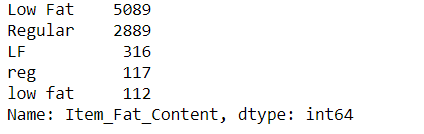 Low Fat    5089
Regular    2889
LF          316
reg         117
low fat     112
Name: Item_Fat_Content, dtype: int64